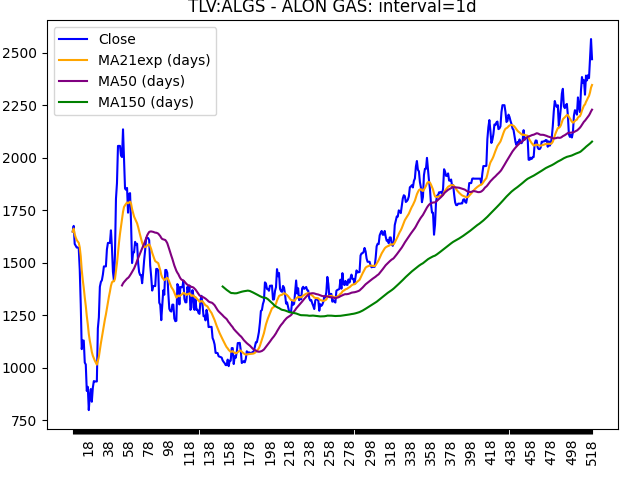 TLV:ALGS - ALON GAS: interval=1d
Close
MA21exp (days)
MA50 (days)
MA150 (days)
2500
2250
2000
1750
1500
1250
1000
750
18 38 58 78 98 118 138 158 178 198 218 238 258 278 298 318 338 358 378 398 418 438 458 478 498 518